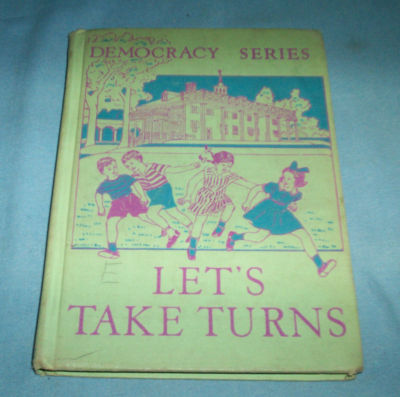 DEMOCRACY SERIES
E
LET'S
TAKE TURNS